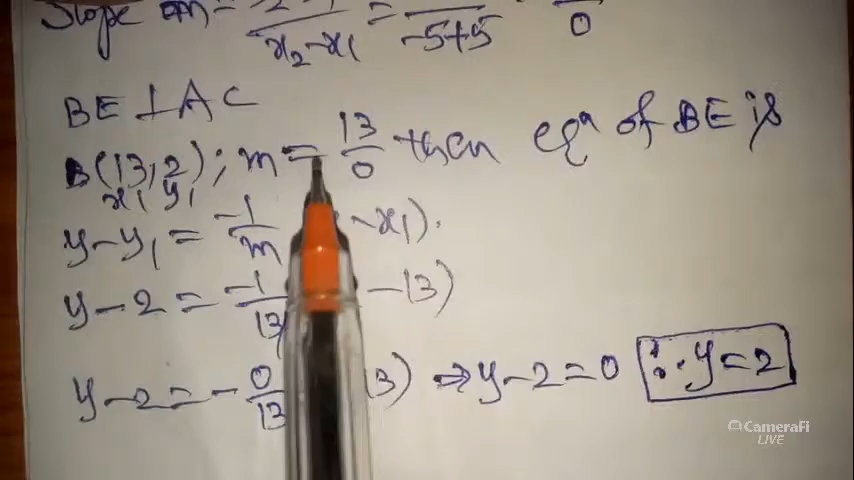 Slope m = / x₂-x₁ = / -5+5 / 0
BE ⊥ AC
B(13,2); m = 13/0 then eqⁿ of BE is
x₁ y₁
y-y₁ = -1/m -x₁).
y-2 = -1/13 -13)
y-2 = -0/13 13) ⇒ y-2=0 ∴ y=2
CameraFi
LIVE